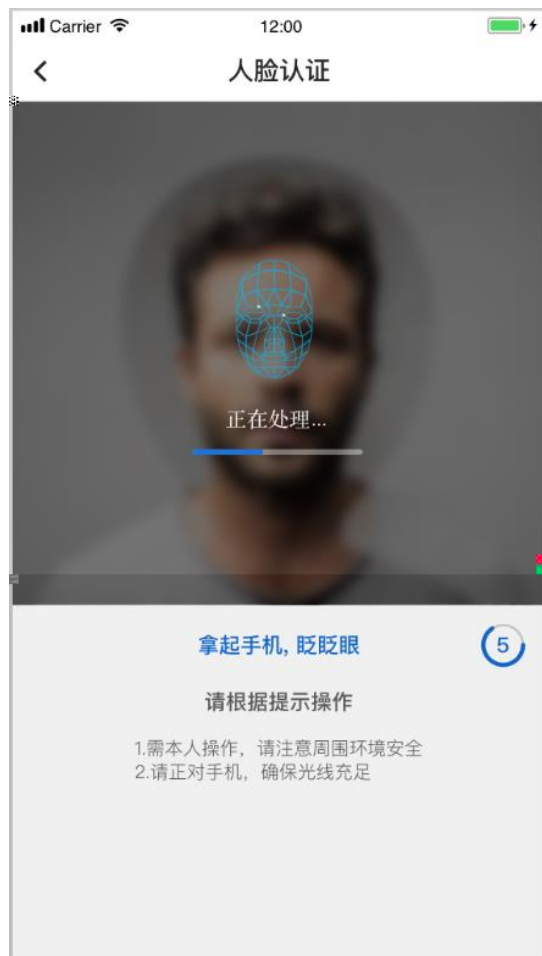 Carrier 12:00
人脸认证
正在处理...
拿起手机, 眨眨眼
5
请根据提示操作
1.需本人操作，请注意周围环境安全
2.请正对手机，确保光线充足